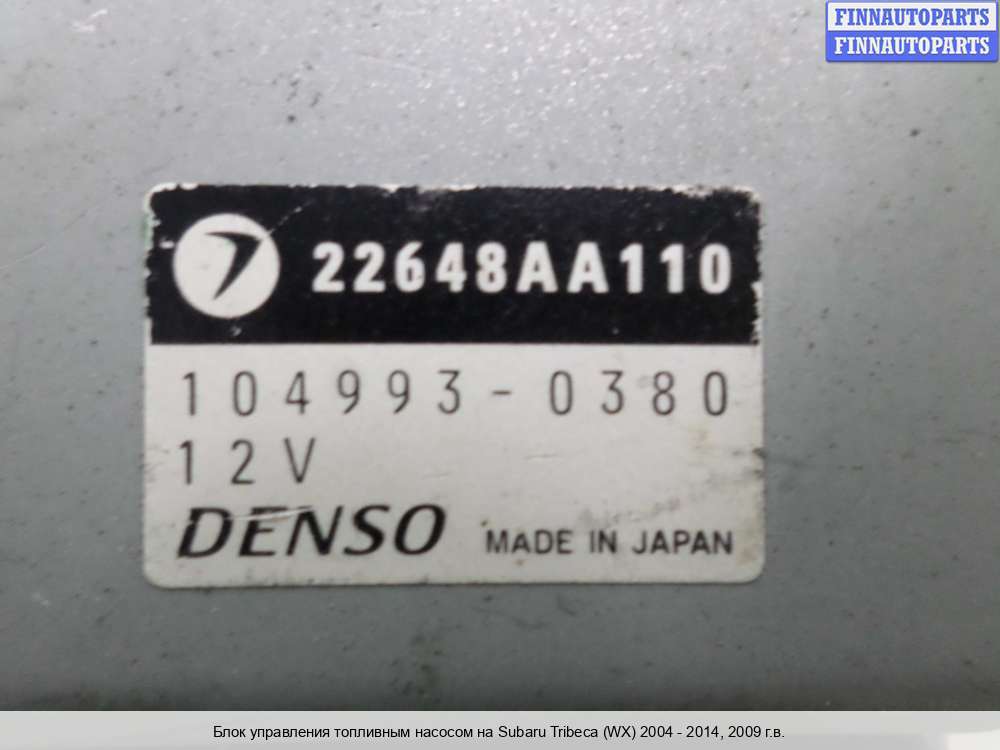 FINNAUTOPARTS
FINNAUTOPARTS
22648AA110
104993-0380
12V
DENSO MADE IN JAPAN
Блок управления топливным насосом на Subaru Tribeca (WX) 2004 - 2014, 2009 г.в.